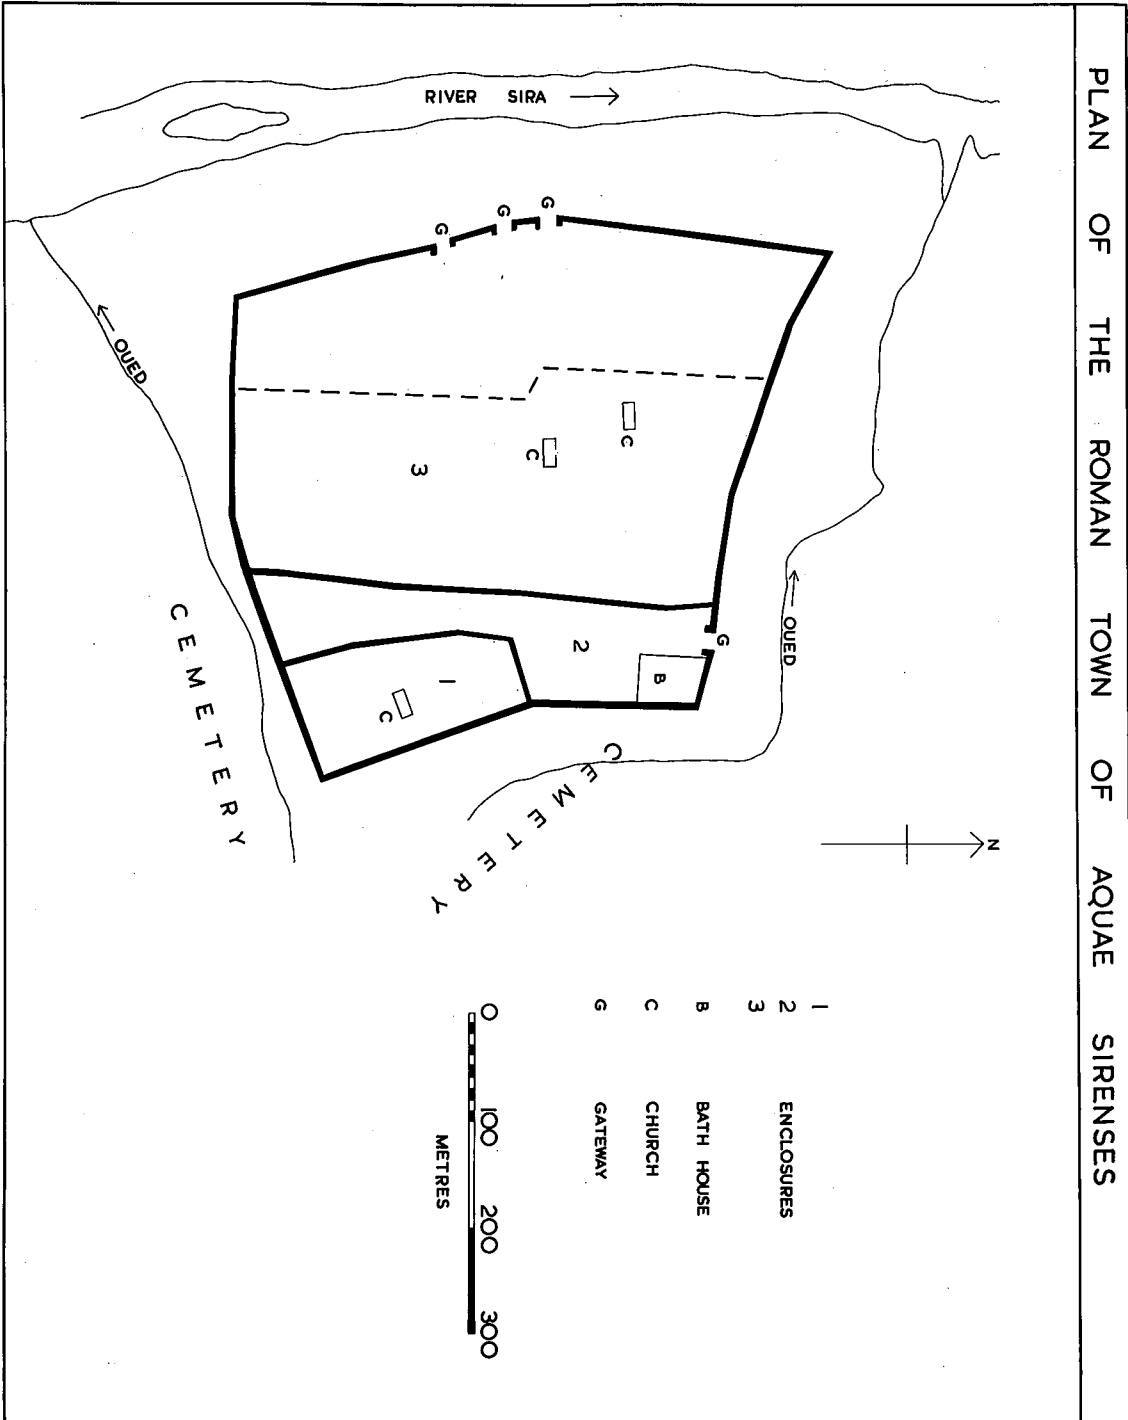 PLAN OF THE ROMAN TOWN OF AQUAE SIRENSES
RIVER SIRA
G
G
G
OUED
C
C
3
G
OUED
2
B
1
C
CEMETERY
CEMETERY
N
1
2 ENCLOSURES
3
B BATH HOUSE
C CHURCH
G GATEWAY
0 100 200 300
METRES